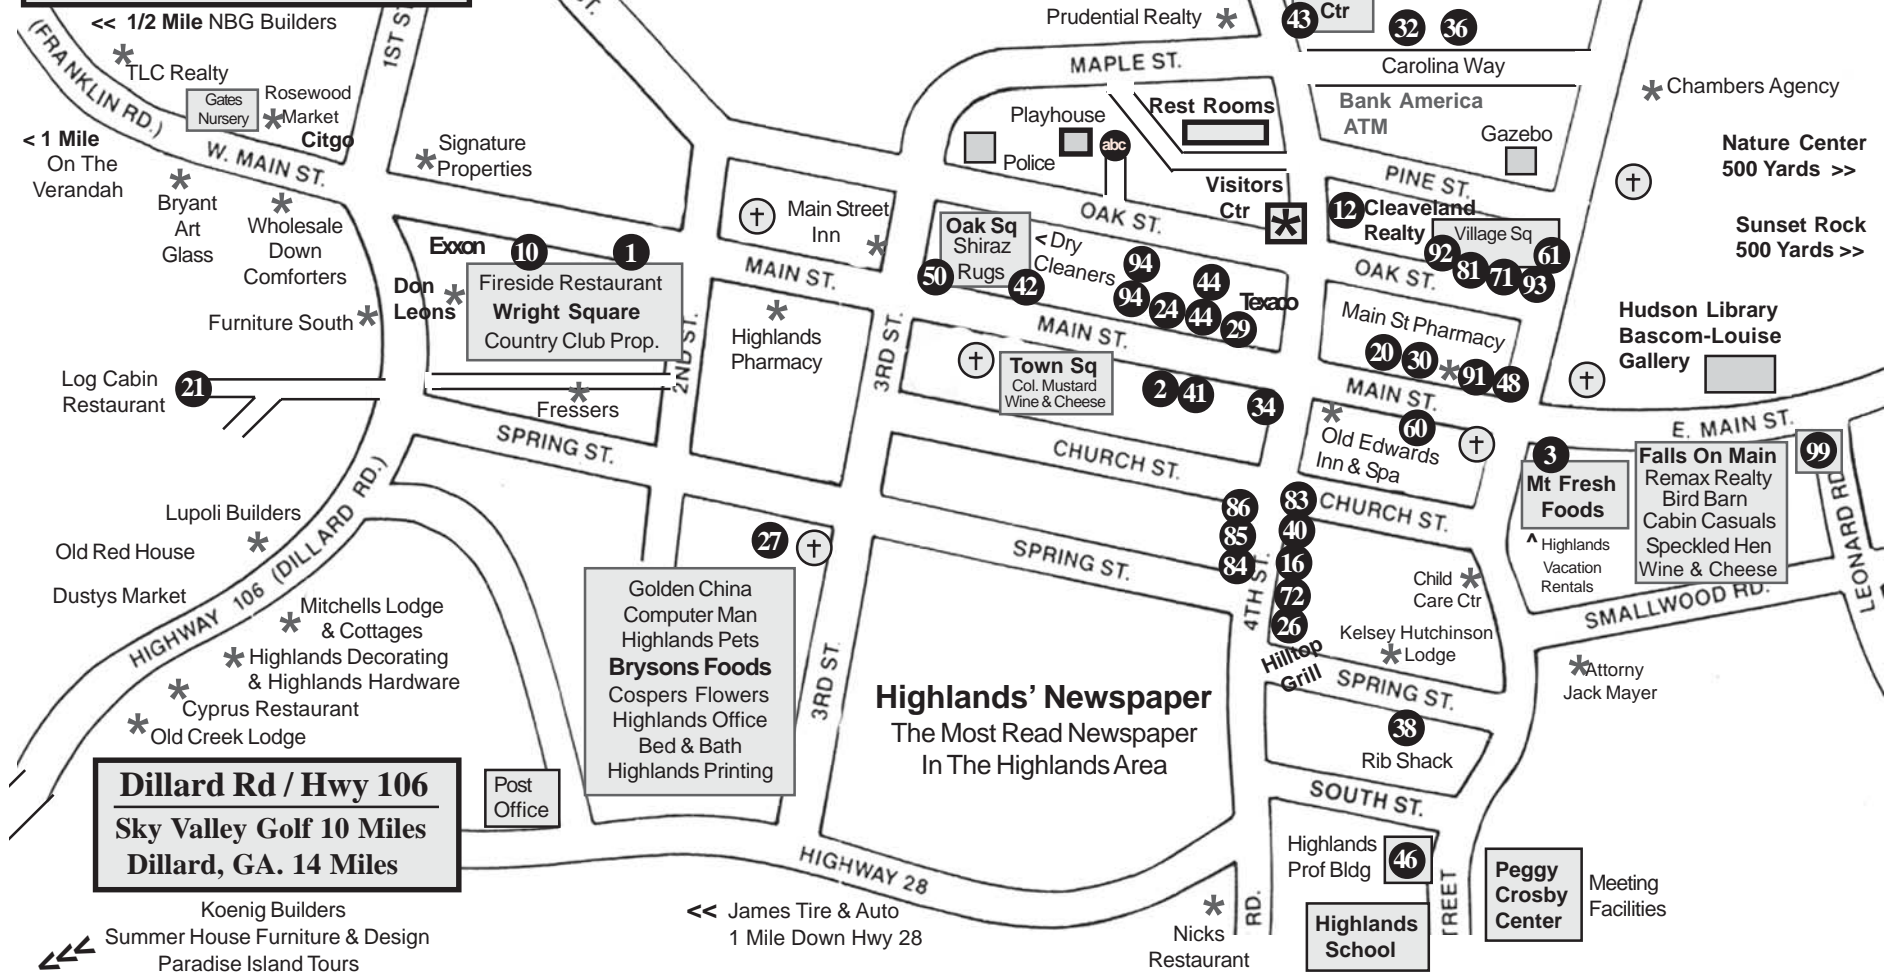 << 1/2 Mile NBG Builders
(FRANKLIN RD.)
TLC Realty
Gates
Nursery
Rosewood
Market
Citgo
1ST ST
ST.
< 1 Mile
On The
Verandah
W. MAIN ST.
Signature
Properties
Bryant
Art
Glass
Wholesale
Down
Comforters
Furniture South
Exxon
10
1
Don
Leons
Fireside Restaurant
Wright Square
Country Club Prop.
2ND ST.
Log Cabin
Restaurant
21
Fressers
SPRING ST.
Prudential Realty
43
Ctr
32
36
MAPLE ST.
Carolina Way
Chambers Agency
Playhouse
abc
Police
Rest Rooms
Bank America
ATM
Gazebo
Nature Center
500 Yards >>
Visitors
Ctr
PINE ST.
12
Cleaveland
Realty
Village Sq
92
81
71
93
61
Sunset Rock
500 Yards >>
Main Street
Inn
MAIN ST.
OAK ST.
Oak Sq
Shiraz
Rugs
50
42
< Dry
Cleaners
94
94
24
44
44
29
Texaco
OAK ST.
Highlands
Pharmacy
3RD ST.
MAIN ST.
Main St Pharmacy
20
30
91
48
Hudson Library
Bascom-Louise
Gallery
Town Sq
Col. Mustard
Wine & Cheese
2
41
34
MAIN ST.
60
Old Edwards
Inn & Spa
E. MAIN ST.
3
Mt Fresh
Foods
^ Highlands
Vacation
Rentals
Falls On Main
Remax Realty
Bird Barn
Cabin Casuals
Speckled Hen
Wine & Cheese
99
LEONARD RD
CHURCH ST.
CHURCH ST.
86
85
84
83
40
16
72
26
4TH ST.
SPRING ST.
Child
Care Ctr
SMALLWOOD RD.
Kelsey Hutchinson
Lodge
Hilltop
Grill
SPRING ST.
Attorny
Jack Mayer
38
Rib Shack
SOUTH ST.
Lupoli Builders
Old Red House
Dustys Market
HIGHWAY 106 (DILLARD RD.)
Mitchells Lodge
& Cottages
Highlands Decorating
& Highlands Hardware
Cyprus Restaurant
Old Creek Lodge
27
Golden China
Computer Man
Highlands Pets
Brysons Foods
Cospers Flowers
Highlands Office
Bed & Bath
Highlands Printing
3RD ST.
Highlands' Newspaper
The Most Read Newspaper
In The Highlands Area
Dillard Rd / Hwy 106
Sky Valley Golf 10 Miles
Dillard, GA. 14 Miles
Post
Office
HIGHWAY 28
Koenig Builders
Summer House Furniture & Design
Paradise Island Tours
<< James Tire & Auto
1 Mile Down Hwy 28
Nicks
Restaurant
RD.
Highlands
Prof Bldg
46
Highlands
School
TREET
Peggy
Crosby
Center
Meeting
Facilities